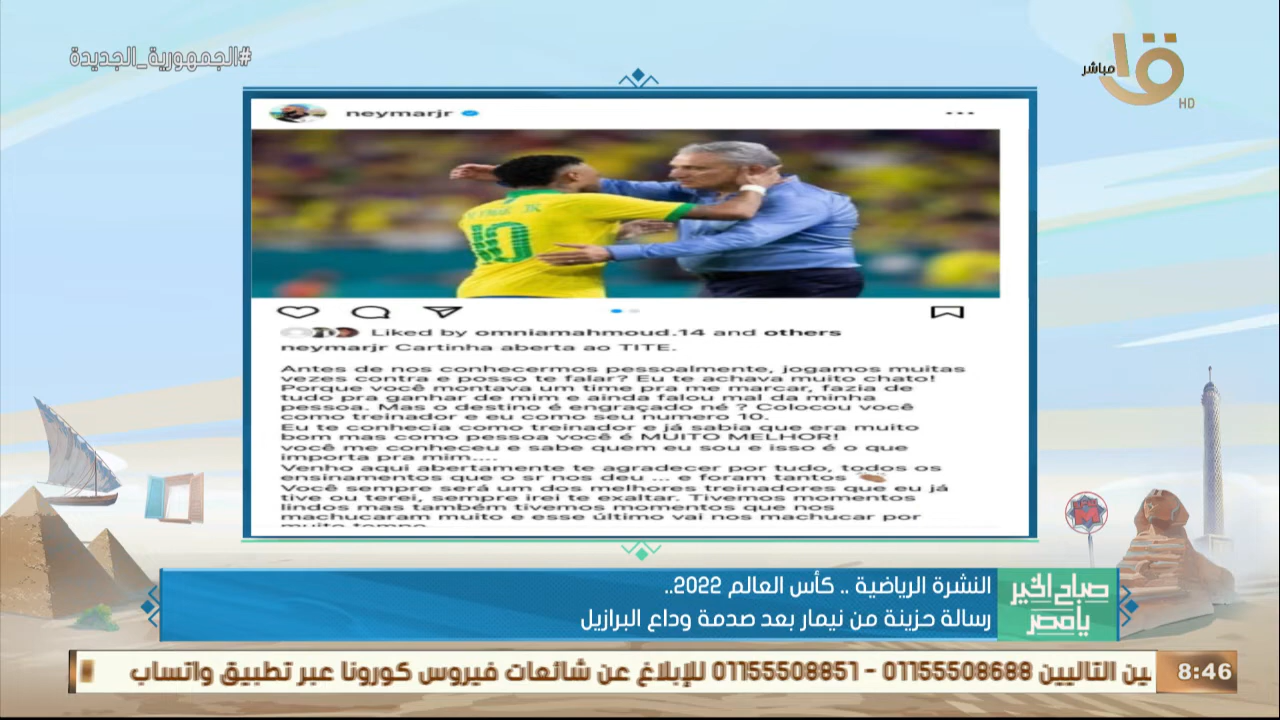 #الجمهورية_الجديدة
مباشر
HD
neymarjr
NEYMAR JR
10
Liked by omniamahmoud.14 and others
neymarjr Cartinha aberta ao TITE.
Antes de nos conhecermos pessoalmente, jogamos muitas
vezes contra e posso te falar? Eu te achava muito chato!
Porque você montava um time pra me marcar, fazia de
tudo pra ganhar de mim e ainda falou mal da minha
pessoa. Mas o destino é engraçado né ? Colocou você
como treinador e eu como seu numero 10.
Eu te conhecia como treinador e já sabia que era muito
bom mas como pessoa você é MUITO MELHOR!
você me conheceu e sabe quem eu sou e isso é o que
importa pra mim....
Venho aqui abertamente te agradecer por tudo, todos os
ensinamentos que o sr nos deu ... e foram tantos 👏🏽
Você sempre será um dos melhores treinadores que eu já
tive ou terei, sempre irei te exaltar. Tivemos momentos
lindos mas também tivemos momentos que nos
machucaram muito e esse último vai nos machucar por
صباح الخير
يا مصر
النشرة الرياضية .. كأس العالم 2022..
رسالة حزينة من نيمار بعد صدمة وداع البرازيل
ين التاليين 01155508688 - 01155508851 للإبلاغ عن شائعات فيروس كورونا عبر تطبيق واتساب
8:46